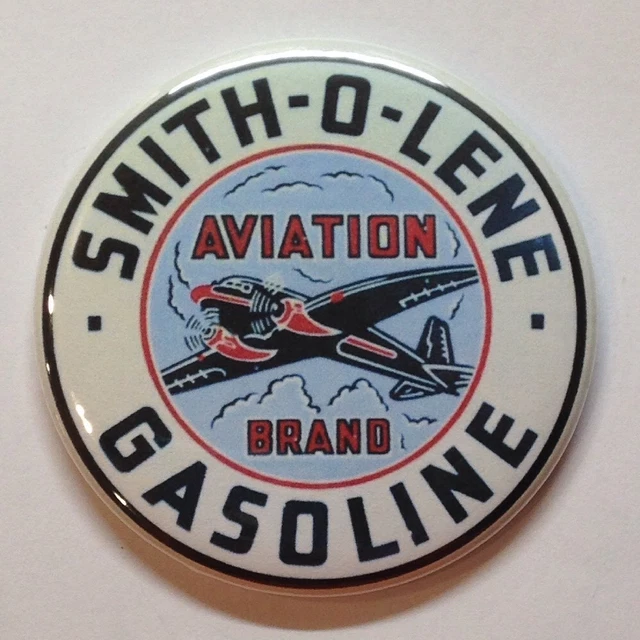 SMITH-O-LENE
AVIATION
BRAND
GASOLINE